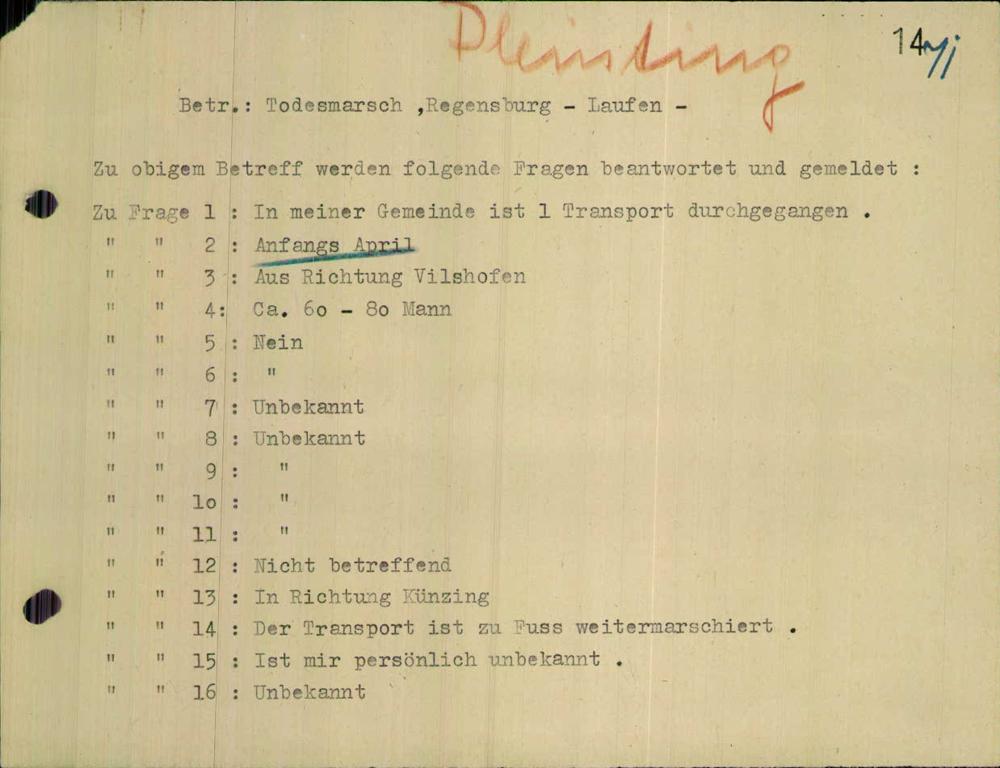 Pleinting
14
Betr.: Todesmarsch ,Regensburg - Laufen -
Zu obigem Betreff werden folgende Fragen beantwortet und gemeldet :
Zu Frage 1 : In meiner Gemeinde ist 1 Transport durchgegangen .
" " 2 : Anfangs April
" " 3 : Aus Richtung Vilshofen
" " 4: Ca. 6o - 8o Mann
" " 5 : Nein
" " 6 : "
" " 7 : Unbekannt
" " 8 : Unbekannt
" " 9 : "
" " 1o : "
" " 11 : "
" " 12 : Nicht betreffend
" " 13 : In Richtung Künzing
" " 14 : Der Transport ist zu Fuss weitermarschiert .
" " 15 : Ist mir persönlich unbekannt .
" " 16 : Unbekannt